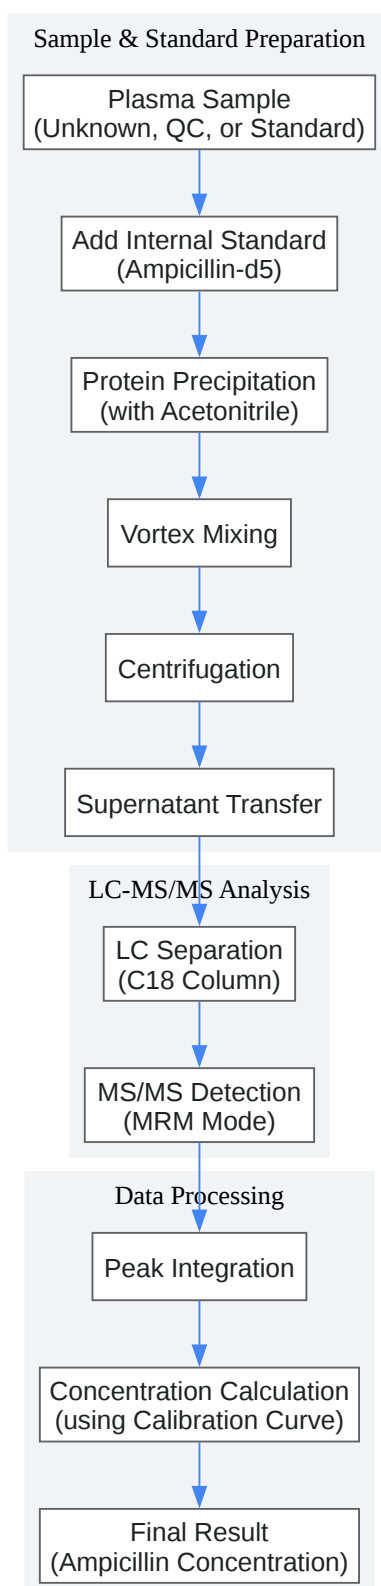 Sample & Standard Preparation
Plasma Sample
(Unknown, QC, or Standard)
Add Internal Standard
(Ampicillin-d5)
Protein Precipitation
(with Acetonitrile)
Vortex Mixing
Centrifugation
Supernatant Transfer
LC-MS/MS Analysis
LC Separation
(C18 Column)
MS/MS Detection
(MRM Mode)
Data Processing
Peak Integration
Concentration Calculation
(using Calibration Curve)
Final Result
(Ampicillin Concentration)